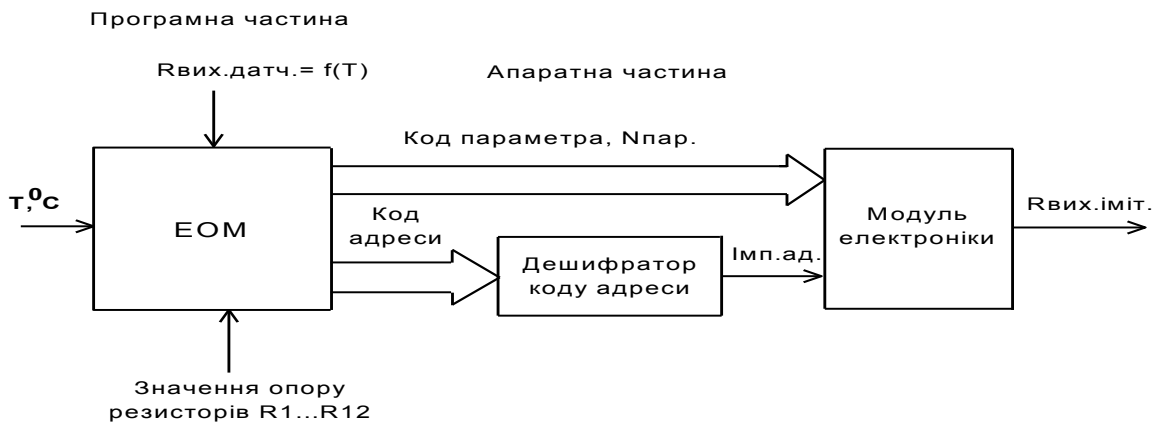 Програмна частина
Rвих.датч.= f(T)
Апаратна частина
Код параметра, Nпар.
T,⁰C
ЕОМ
Код
адреси
Дешифратор
коду адреси
Імп.ад.
Модуль
електроніки
Rвих.іміт.
Значення опору
резисторів R1...R12